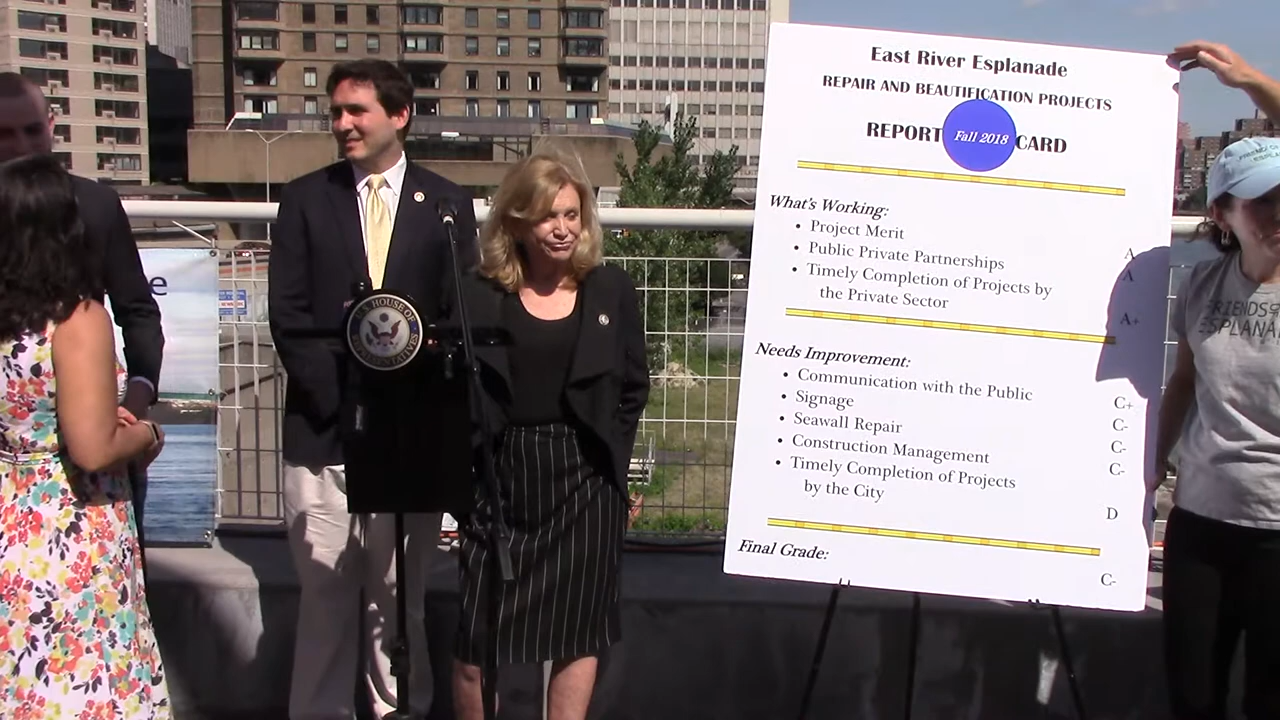 East River Esplanade
REPAIR AND BEAUTIFICATION PROJECTS
REPORT Fall 2018 CARD
What's Working:
• Project Merit A
• Public Private Partnerships A
• Timely Completion of Projects by
the Private Sector A+
Needs Improvement:
• Communication with the Public C+
• Signage C-
• Seawall Repair C-
• Construction Management C-
• Timely Completion of Projects
by the City D
Final Grade: C-
U.S. HOUSE OF
REPRESENTATIVES
FRIENDS
ESPLANA
e